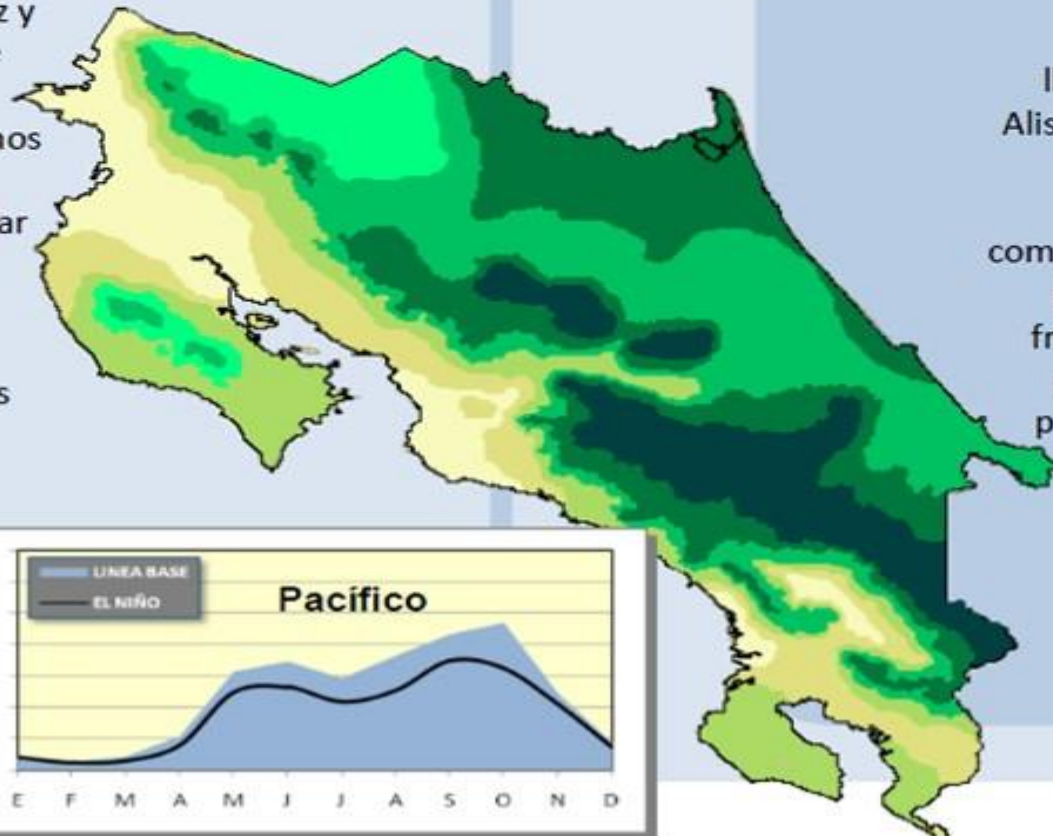 z y
nos
ar
s
l
Alis
com
fr
p
LINEA BASE
EL NIÑO
Pacífico
E F M A M J J A S O N D